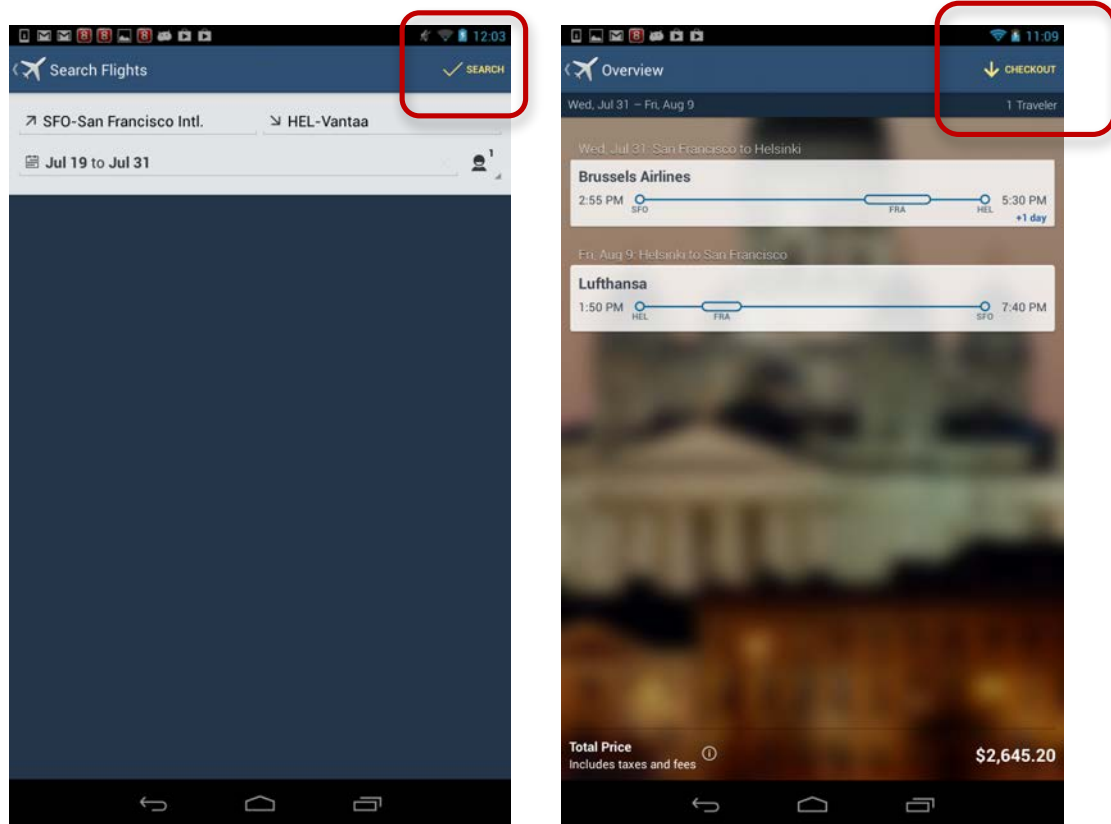 12:03
Search Flights
SEARCH
SFO-San Francisco Intl.
HEL-Vantaa
Jul 19 to Jul 31
1
11:09
Overview
CHECKOUT
Wed, Jul 31 – Fri, Aug 9
1 Traveler
Wed, Jul 31: San Francisco to Helsinki
Brussels Airlines
2:55 PM
SFO
FRA
HEL
5:30 PM
+1 day
Fri, Aug 9: Helsinki to San Francisco
Lufthansa
1:50 PM
HEL
FRA
SFO
7:40 PM
Total Price
Includes taxes and fees
$2,645.20